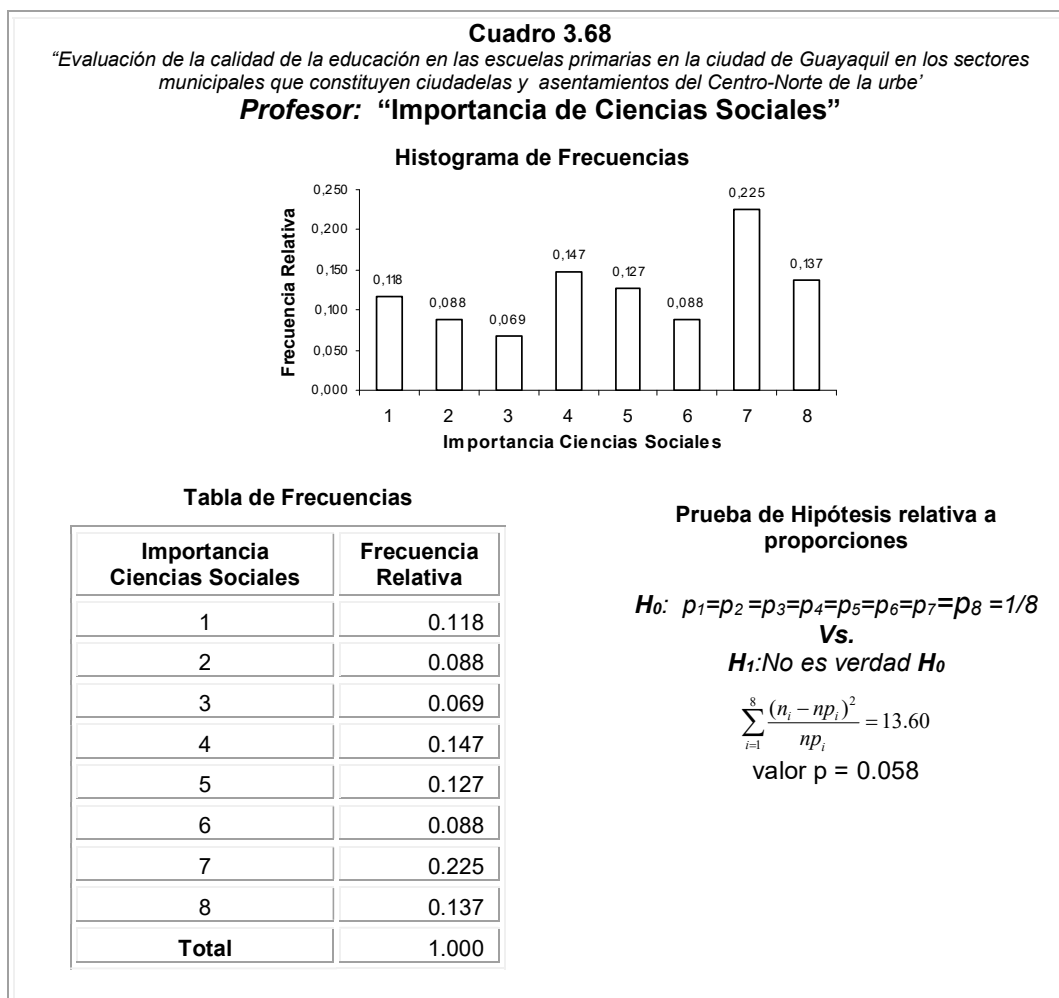 Cuadro 3.68
“Evaluación de la calidad de la educación en las escuelas primarias en la ciudad de Guayaquil en los sectores
municipales que constituyen ciudadelas y asentamientos del Centro-Norte de la urbe’
Profesor: “Importancia de Ciencias Sociales”
Histograma de Frecuencias
Frecuencia Relativa
0,250
0,200
0,150
0,100
0,050
0,000
0,118
0,088
0,069
0,147
0,127
0,088
0,225
0,137
1 2 3 4 5 6 7 8
Importancia Ciencias Sociales
Tabla de Frecuencias
Importancia Ciencias Sociales Frecuencia Relativa
1 0.118
2 0.088
3 0.069
4 0.147
5 0.127
6 0.088
7 0.225
8 0.137
Total 1.000
Prueba de Hipótesis relativa a
proporciones
H₀: p₁=p₂ =p₃=p₄=p₅=p₆=p₇=p₈ =1/8
Vs.
H₁:No es verdad H₀
∑ᵢ₌₁⁸ (nᵢ − npᵢ)² / npᵢ = 13.60
valor p = 0.058